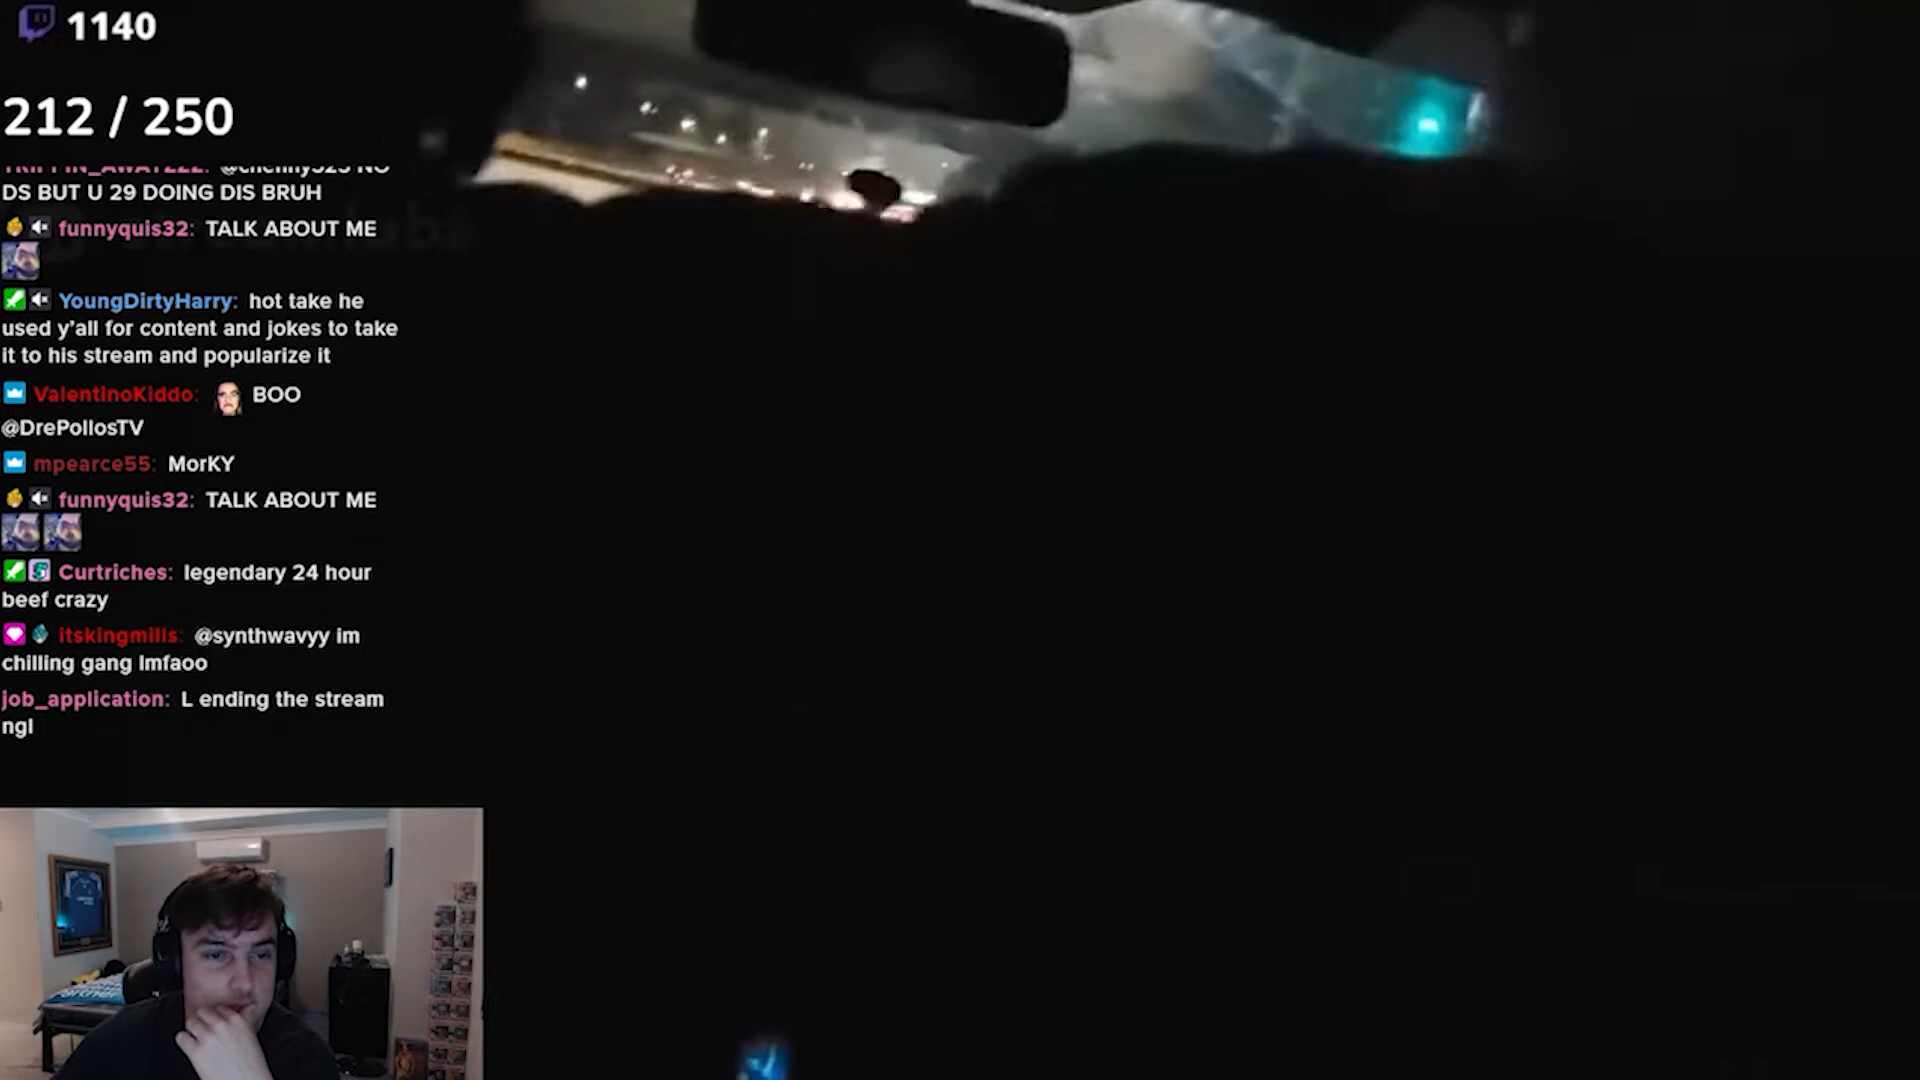 1140
212 / 250
DS BUT U 29 DOING DIS BRUH
funnyquis32: TALK ABOUT ME
YoungDirtyHarry: hot take he
used y'all for content and jokes to take
it to his stream and popularize it
ValentinoKiddo: BOO
@DrePollosTV
mpearce55: MorKY
funnyquis32: TALK ABOUT ME
Curtriches: legendary 24 hour
beef crazy
itskingmills: @synthwavyy im
chilling gang lmfaoo
job_application: L ending the stream
ngl